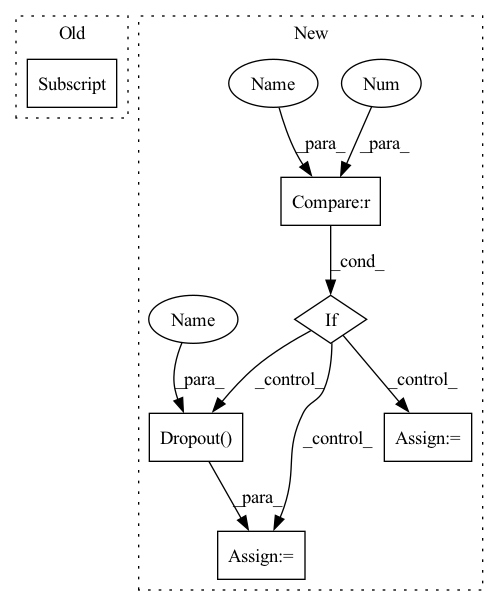 Old
New
Subscript
Name
Num
_para_
_para_
Compare:r
_cond_
Name
If
_para_
_control_
_control_
Dropout()
_control_
Assign:=
_para_
Assign:=